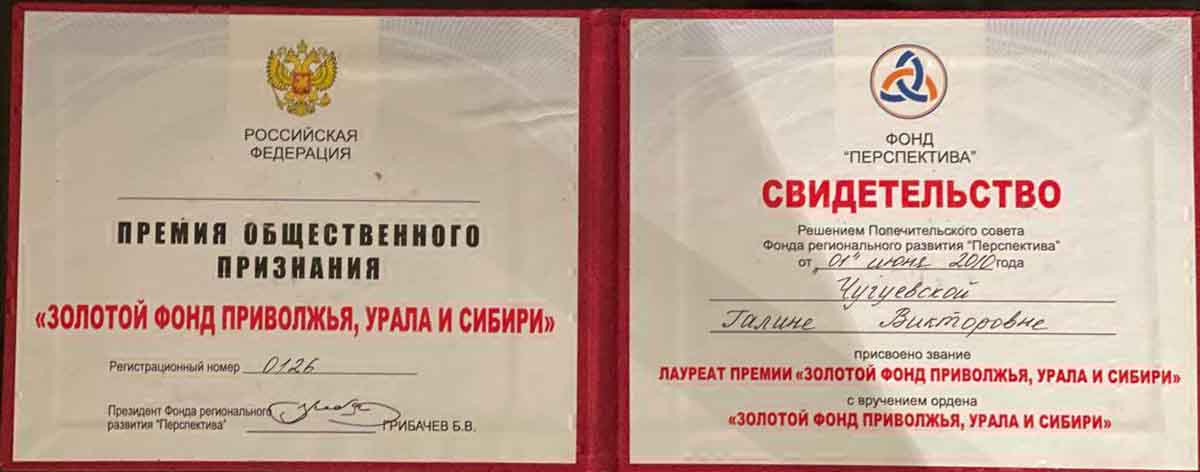 РОССИЙСКАЯ
ФЕДЕРАЦИЯ
ПРЕМИЯ ОБЩЕСТВЕННОГО
ПРИЗНАНИЯ
«ЗОЛОТОЙ ФОНД ПРИВОЛЖЬЯ, УРАЛА И СИБИРИ»
Регистрационный номер 0126
Президент Фонда регионального
развития "Перспектива" ГРИБАЧЕВ Б.В.
ФОНД
"ПЕРСПЕКТИВА"
СВИДЕТЕЛЬСТВО
Решением Попечительского совета
Фонда регионального развития "Перспектива"
от "01" июня 2010 года
Чугуевской
Галине Викторовне
присвоено звание
ЛАУРЕАТ ПРЕМИИ «ЗОЛОТОЙ ФОНД ПРИВОЛЖЬЯ, УРАЛА И СИБИРИ»
с вручением ордена
«ЗОЛОТОЙ ФОНД ПРИВОЛЖЬЯ, УРАЛА И СИБИРИ»